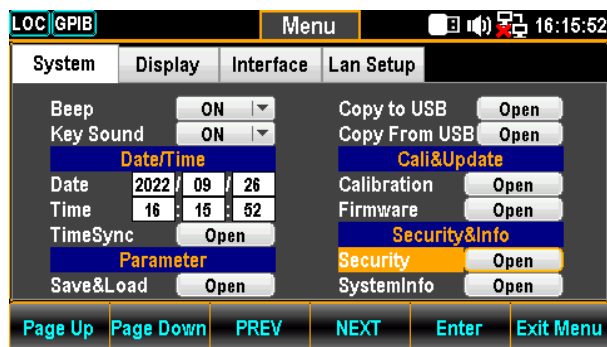 LOC GPIB Menu 16:15:52
System Display Interface Lan Setup
Beep ON Copy to USB Open
Key Sound ON Copy From USB Open
Date/Time Cali&Update
Date 2022 / 09 / 26 Calibration Open
Time 16 : 15 : 52 Firmware Open
TimeSync Open Security&Info
Parameter Security Open
Save&Load Open SystemInfo Open
Page Up Page Down PREV NEXT Enter Exit Menu